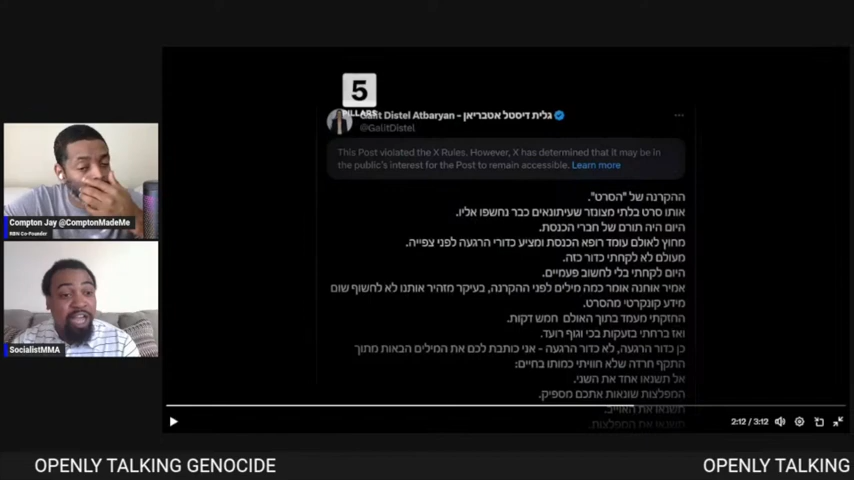 5
PILLARS
Galit Distel Atbaryan - גלית דיסטל אטבריאן
@GalitDistel
This Post violated the X Rules. However, X has determined that it may be in
the public's interest for the Post to remain accessible. Learn more
ההקרנה של "הסרט".
אותו סרט בלתי מצונזר שעיתונאים כבר נחשפו אליו.
היום היה תורם של חברי הכנסת.
מחוץ לאולם עומד רופא הכנסת ומציע כדורי הרגעה לפני צפייה.
מעולם לא לקחתי כדור כזה.
היום לקחתי בלי לחשוב פעמיים.
אמיר אוחנה אומר כמה מילים לפני ההקרנה, בעיקר מזהיר אותנו לא לחשוף שום
מידע קונקרטי מהסרט.
החזקתי מעמד בתוך האולם חמש דקות.
ואז ברחתי בזעקות בכי וגוף רועד.
כן כדור הרגעה, לא כדור הרגעה - אני כותבת לכם את המילים הבאות מתוך
התקף חרדה שלא חוויתי כמותו בחיים:
אל תשנאו אחד את השני.
המפלצות שונאות אתכם מספיק.
תשנאו את האוייב.
תשנאו את המפלצות.
Compton Jay @ComptonMadeMe
RBN Co-Founder
SocialistMMA
2:12 / 3:12
OPENLY TALKING GENOCIDE
OPENLY TALKING